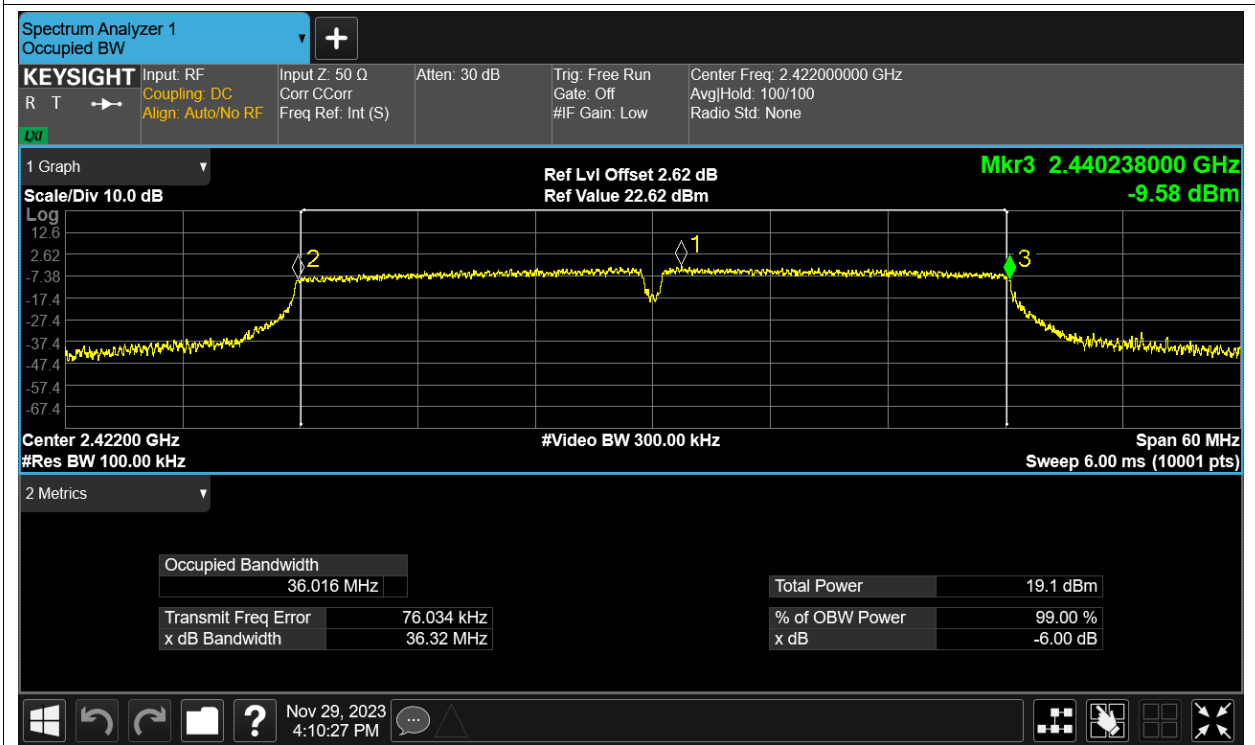 Spectrum Analyzer 1
Occupied BW
KEYSIGHT
R T
LXI
Input: RF
Coupling: DC
Align: Auto/No RF
Input Z: 50 Ω
Corr CCorr
Freq Ref: Int (S)
Atten: 30 dB
Trig: Free Run
Gate: Off
#IF Gain: Low
Center Freq: 2.422000000 GHz
Avg|Hold: 100/100
Radio Std: None
1 Graph
Scale/Div 10.0 dB
Ref Lvl Offset 2.62 dB
Ref Value 22.62 dBm
Mkr3 2.440238000 GHz
-9.58 dBm
Log
12.6
2.62
-7.38
-17.4
-27.4
-37.4
-47.4
-57.4
-67.4
2
1
3
Center 2.42200 GHz
#Video BW 300.00 kHz
Span 60 MHz
#Res BW 100.00 kHz
Sweep 6.00 ms (10001 pts)
2 Metrics
Occupied Bandwidth
36.016 MHz
Transmit Freq Error 76.034 kHz
x dB Bandwidth 36.32 MHz
Total Power 19.1 dBm
% of OBW Power 99.00 %
x dB -6.00 dB
?
Nov 29, 2023
4:10:27 PM